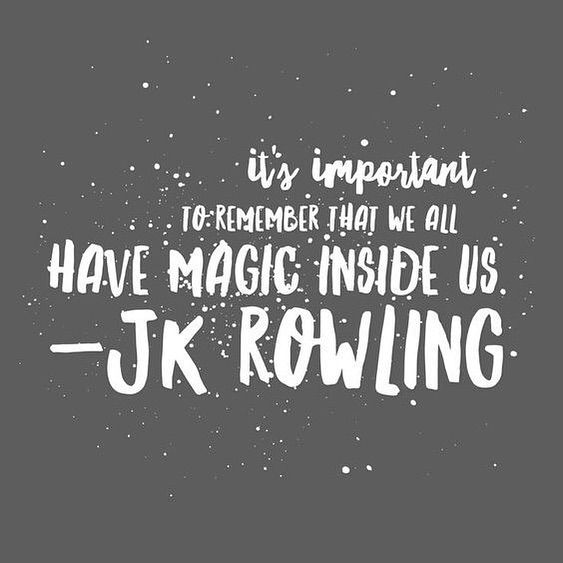 it's important
TO REMEMBER THAT WE ALL
HAVE MAGIC INSIDE US.
—JK ROWLING